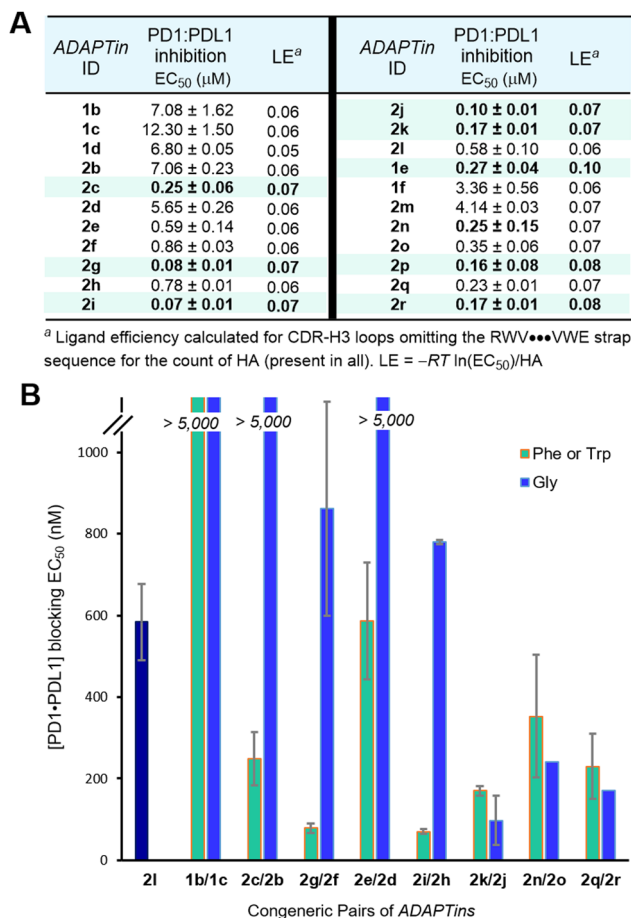 A
ADAPTin ID PD1:PDL1 inhibition EC50 (μM) LEᵃ ADAPTin ID PD1:PDL1 inhibition EC50 (μM) LEᵃ
1b 7.08 ± 1.62 0.06 2j 0.10 ± 0.01 0.07
1c 12.30 ± 1.50 0.06 2k 0.17 ± 0.01 0.07
1d 6.80 ± 0.05 0.05 2l 0.58 ± 0.10 0.06
2b 7.06 ± 0.23 0.06 1e 0.27 ± 0.04 0.10
2c 0.25 ± 0.06 0.07 1f 3.36 ± 0.56 0.06
2d 5.65 ± 0.26 0.06 2m 4.14 ± 0.03 0.07
2e 0.59 ± 0.14 0.06 2n 0.25 ± 0.15 0.07
2f 0.86 ± 0.03 0.06 2o 0.35 ± 0.06 0.07
2g 0.08 ± 0.01 0.07 2p 0.16 ± 0.08 0.08
2h 0.78 ± 0.01 0.06 2q 0.23 ± 0.01 0.07
2i 0.07 ± 0.01 0.07 2r 0.17 ± 0.01 0.08
ᵃ Ligand efficiency calculated for CDR-H3 loops omitting the RWV•••VWE strap
sequence for the count of HA (present in all). LE = −RT ln(EC50)/HA
B
> 5,000 > 5,000 > 5,000
Phe or Trp
Gly
[PD1•PDL1] blocking EC50 (nM)
1000
800
600
400
200
0
2l 1b/1c 2c/2b 2g/2f 2e/2d 2i/2h 2k/2j 2n/2o 2q/2r
Congeneric Pairs of ADAPTins